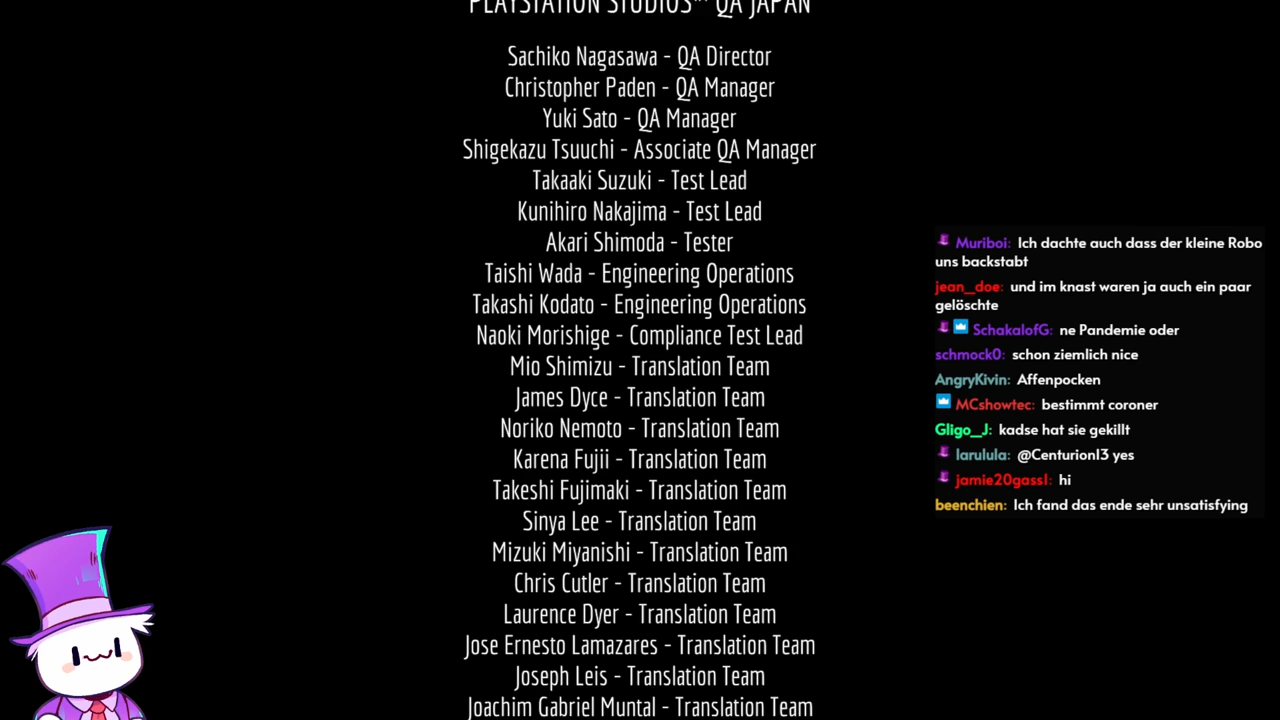 PLAYSTATION STUDIOS™ QA JAPAN
Sachiko Nagasawa - QA Director
Christopher Paden - QA Manager
Yuki Sato - QA Manager
Shigekazu Tsuuchi - Associate QA Manager
Takaaki Suzuki - Test Lead
Kunihiro Nakajima - Test Lead
Akari Shimoda - Tester
Taishi Wada - Engineering Operations
Takashi Kodato - Engineering Operations
Naoki Morishige - Compliance Test Lead
Mio Shimizu - Translation Team
James Dyce - Translation Team
Noriko Nemoto - Translation Team
Karena Fujii - Translation Team
Takeshi Fujimaki - Translation Team
Sinya Lee - Translation Team
Mizuki Miyanishi - Translation Team
Chris Cutler - Translation Team
Laurence Dyer - Translation Team
Jose Ernesto Lamazares - Translation Team
Joseph Leis - Translation Team
Joachim Gabriel Muntal - Translation Team
Muriboi: Ich dachte auch dass der kleine Robo
uns backstabt
jean__doe: und im knast waren ja auch ein paar
gelöschte
SchakalofG: ne Pandemie oder
schmock0: schon ziemlich nice
AngryKivin: Affenpocken
MCshowtec: bestimmt coroner
Gligo__J: kadse hat sie gekillt
larulula: @Centurion13 yes
jamie20gass1: hi
beenchien: Ich fand das ende sehr unsatisfying